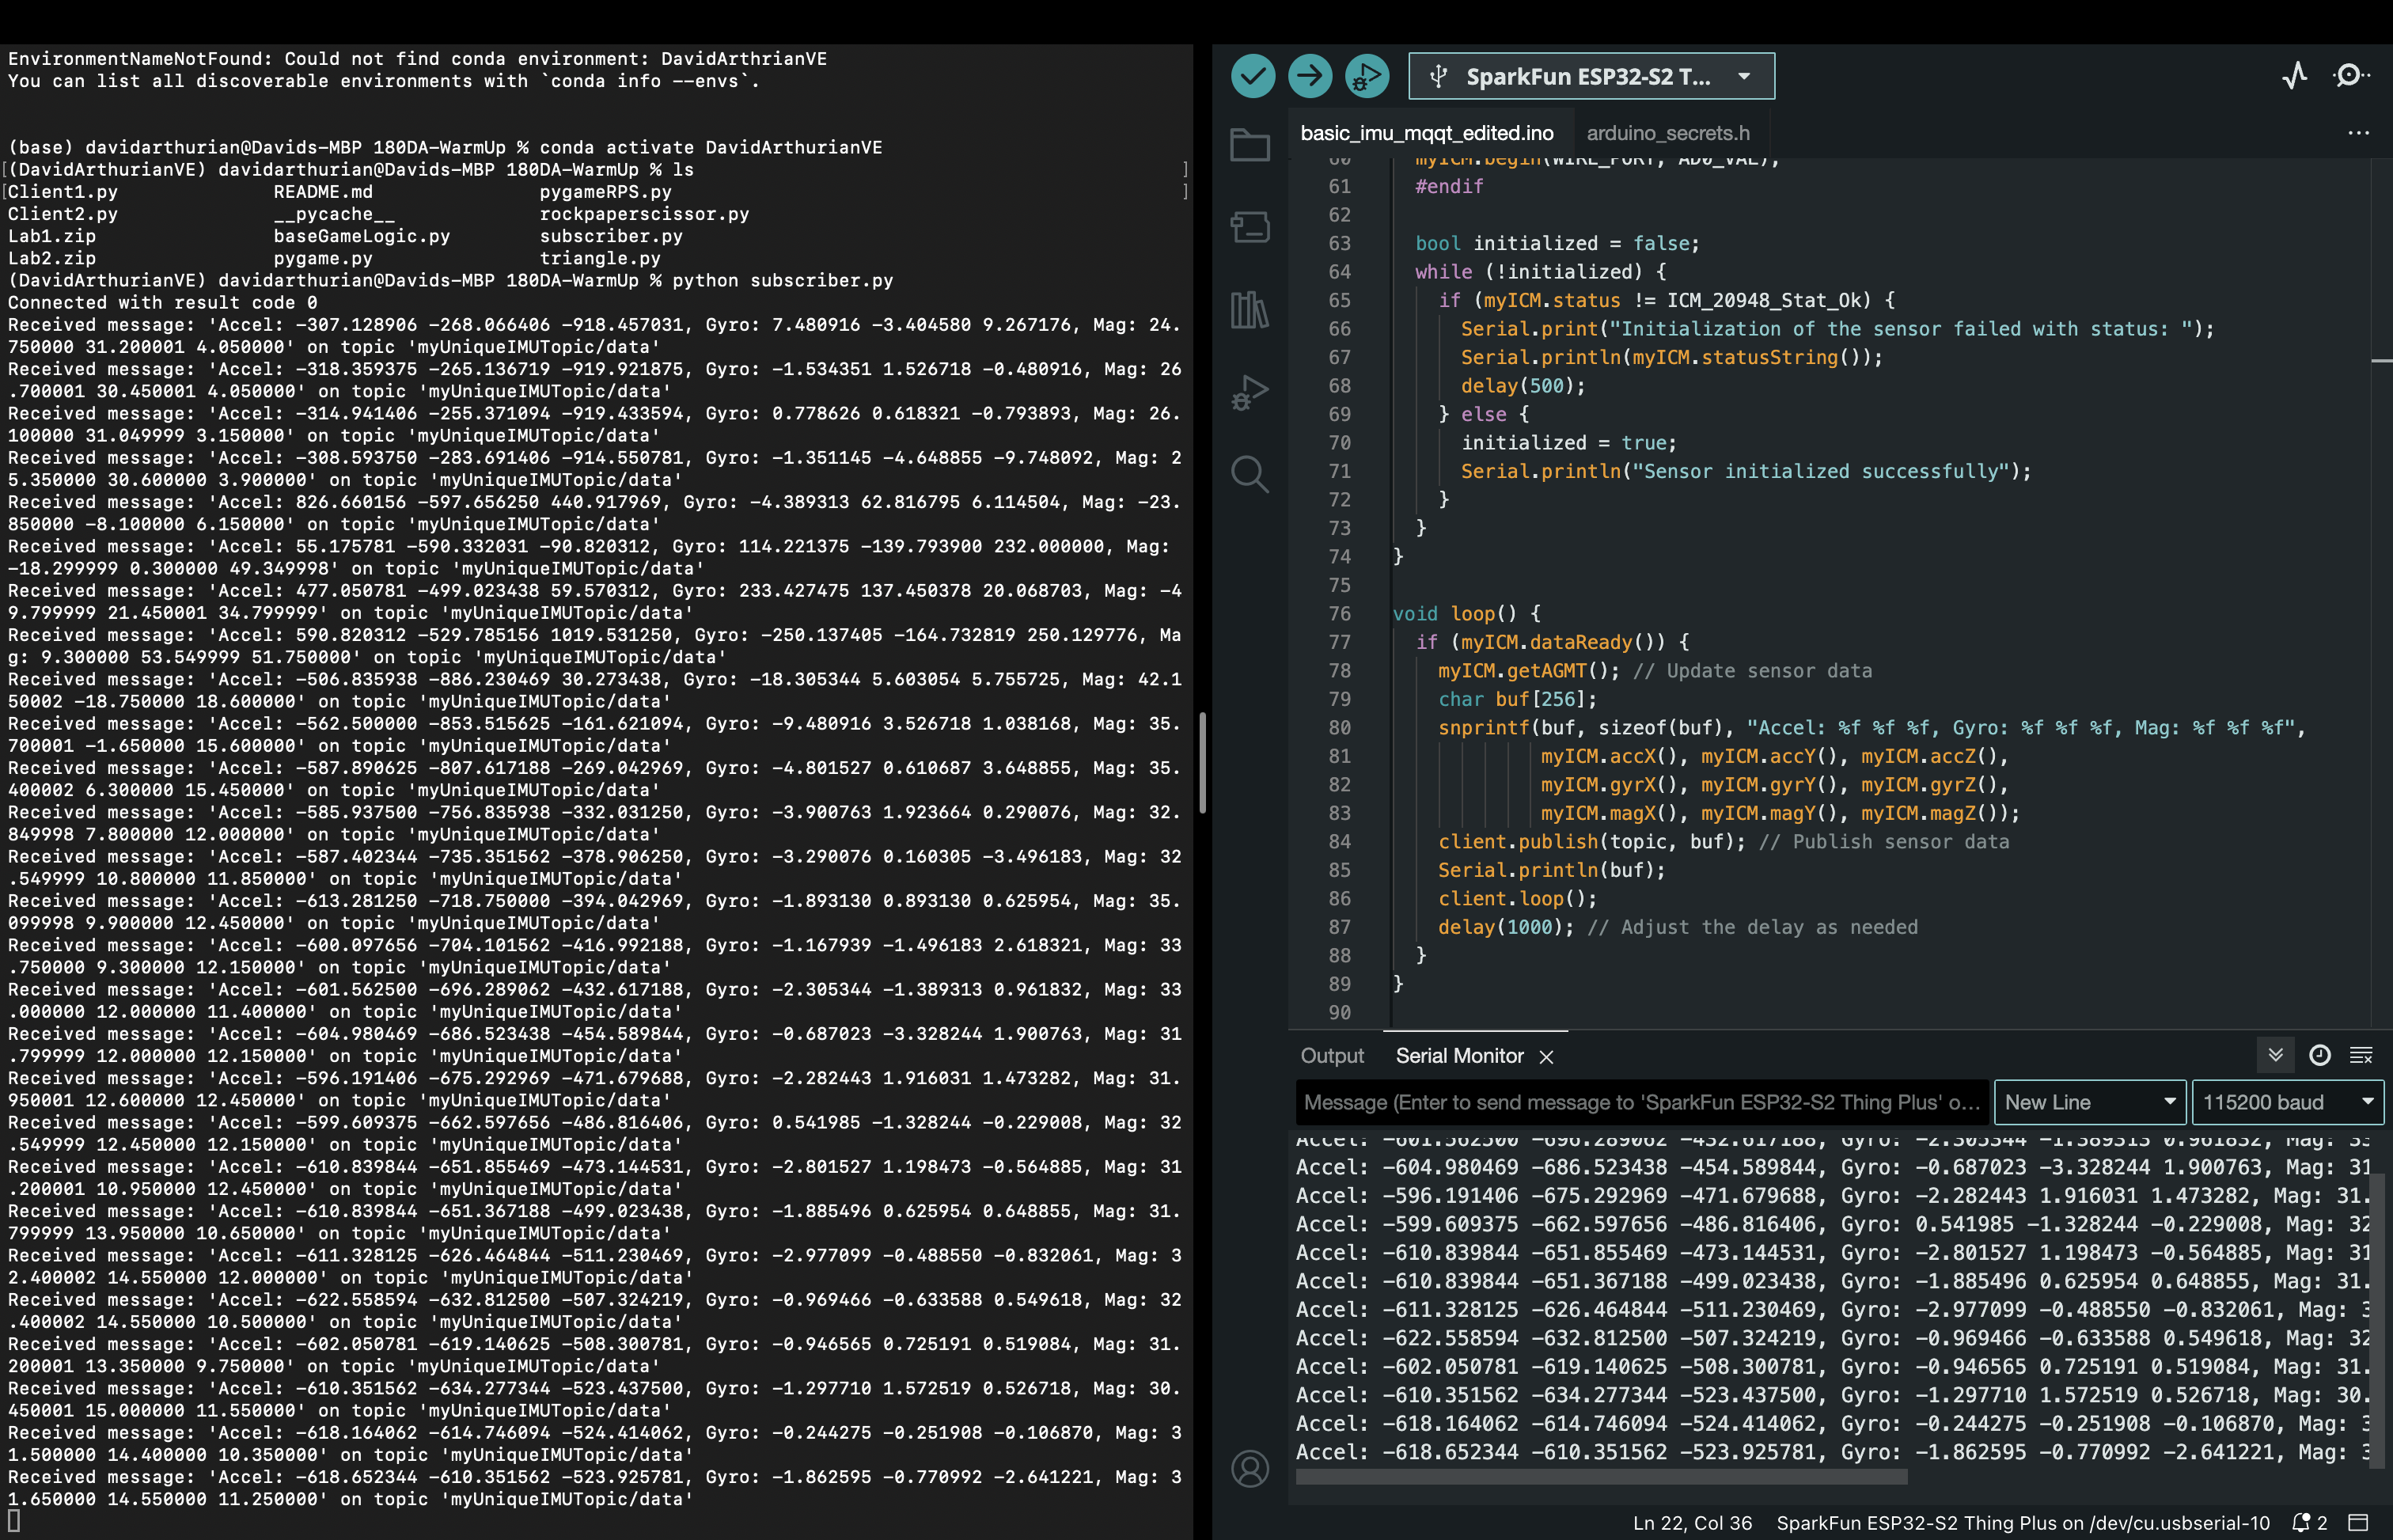 EnvironmentNameNotFound: Could not find conda environment: DavidArthrianVE
You can list all discoverable environments with `conda info --envs`.
(base) davidarthurian@Davids-MBP 180DA-WarmUp % conda activate DavidArthurianVE
[(DavidArthurianVE) davidarthurian@Davids-MBP 180DA-WarmUp % ls ]
[Client1.py README.md pygameRPS.py ]
Client2.py __pycache__ rockpaperscissor.py
Lab1.zip baseGameLogic.py subscriber.py
Lab2.zip pygame.py triangle.py
(DavidArthurianVE) davidarthurian@Davids-MBP 180DA-WarmUp % python subscriber.py
Connected with result code 0
Received message: 'Accel: -307.128906 -268.066406 -918.457031, Gyro: 7.480916 -3.404580 9.267176, Mag: 24.
750000 31.200001 4.050000' on topic 'myUniqueIMUTopic/data'
Received message: 'Accel: -318.359375 -265.136719 -919.921875, Gyro: -1.534351 1.526718 -0.480916, Mag: 26
.700001 30.450001 4.050000' on topic 'myUniqueIMUTopic/data'
Received message: 'Accel: -314.941406 -255.371094 -919.433594, Gyro: 0.778626 0.618321 -0.793893, Mag: 26.
100000 31.049999 3.150000' on topic 'myUniqueIMUTopic/data'
Received message: 'Accel: -308.593750 -283.691406 -914.550781, Gyro: -1.351145 -4.648855 -9.748092, Mag: 2
5.350000 30.600000 3.900000' on topic 'myUniqueIMUTopic/data'
Received message: 'Accel: 826.660156 -597.656250 440.917969, Gyro: -4.389313 62.816795 6.114504, Mag: -23.
850000 -8.100000 6.150000' on topic 'myUniqueIMUTopic/data'
Received message: 'Accel: 55.175781 -590.332031 -90.820312, Gyro: 114.221375 -139.793900 232.000000, Mag:
-18.299999 0.300000 49.349998' on topic 'myUniqueIMUTopic/data'
Received message: 'Accel: 477.050781 -499.023438 59.570312, Gyro: 233.427475 137.450378 20.068703, Mag: -4
9.799999 21.450001 34.799999' on topic 'myUniqueIMUTopic/data'
Received message: 'Accel: 590.820312 -529.785156 1019.531250, Gyro: -250.137405 -164.732819 250.129776, Ma
g: 9.300000 53.549999 51.750000' on topic 'myUniqueIMUTopic/data'
Received message: 'Accel: -506.835938 -886.230469 30.273438, Gyro: -18.305344 5.603054 5.755725, Mag: 42.1
50002 -18.750000 18.600000' on topic 'myUniqueIMUTopic/data'
Received message: 'Accel: -562.500000 -853.515625 -161.621094, Gyro: -9.480916 3.526718 1.038168, Mag: 35.
700001 -1.650000 15.600000' on topic 'myUniqueIMUTopic/data'
Received message: 'Accel: -587.890625 -807.617188 -269.042969, Gyro: -4.801527 0.610687 3.648855, Mag: 35.
400002 6.300000 15.450000' on topic 'myUniqueIMUTopic/data'
Received message: 'Accel: -585.937500 -756.835938 -332.031250, Gyro: -3.900763 1.923664 0.290076, Mag: 32.
849998 7.800000 12.000000' on topic 'myUniqueIMUTopic/data'
Received message: 'Accel: -587.402344 -735.351562 -378.906250, Gyro: -3.290076 0.160305 -3.496183, Mag: 32
.549999 10.800000 11.850000' on topic 'myUniqueIMUTopic/data'
Received message: 'Accel: -613.281250 -718.750000 -394.042969, Gyro: -1.893130 0.893130 0.625954, Mag: 35.
099998 9.900000 12.450000' on topic 'myUniqueIMUTopic/data'
Received message: 'Accel: -600.097656 -704.101562 -416.992188, Gyro: -1.167939 -1.496183 2.618321, Mag: 33
.750000 9.300000 12.150000' on topic 'myUniqueIMUTopic/data'
Received message: 'Accel: -601.562500 -696.289062 -432.617188, Gyro: -2.305344 -1.389313 0.961832, Mag: 33
.000000 12.000000 11.400000' on topic 'myUniqueIMUTopic/data'
Received message: 'Accel: -604.980469 -686.523438 -454.589844, Gyro: -0.687023 -3.328244 1.900763, Mag: 31
.799999 12.000000 12.150000' on topic 'myUniqueIMUTopic/data'
Received message: 'Accel: -596.191406 -675.292969 -471.679688, Gyro: -2.282443 1.916031 1.473282, Mag: 31.
950001 12.600000 12.450000' on topic 'myUniqueIMUTopic/data'
Received message: 'Accel: -599.609375 -662.597656 -486.816406, Gyro: 0.541985 -1.328244 -0.229008, Mag: 32
.549999 12.450000 12.150000' on topic 'myUniqueIMUTopic/data'
Received message: 'Accel: -610.839844 -651.855469 -473.144531, Gyro: -2.801527 1.198473 -0.564885, Mag: 31
.200001 10.950000 12.450000' on topic 'myUniqueIMUTopic/data'
Received message: 'Accel: -610.839844 -651.367188 -499.023438, Gyro: -1.885496 0.625954 0.648855, Mag: 31.
799999 13.950000 10.650000' on topic 'myUniqueIMUTopic/data'
Received message: 'Accel: -611.328125 -626.464844 -511.230469, Gyro: -2.977099 -0.488550 -0.832061, Mag: 3
2.400002 14.550000 12.000000' on topic 'myUniqueIMUTopic/data'
Received message: 'Accel: -622.558594 -632.812500 -507.324219, Gyro: -0.969466 -0.633588 0.549618, Mag: 32
.400002 14.550000 10.500000' on topic 'myUniqueIMUTopic/data'
Received message: 'Accel: -602.050781 -619.140625 -508.300781, Gyro: -0.946565 0.725191 0.519084, Mag: 31.
200001 13.350000 9.750000' on topic 'myUniqueIMUTopic/data'
Received message: 'Accel: -610.351562 -634.277344 -523.437500, Gyro: -1.297710 1.572519 0.526718, Mag: 30.
450001 15.000000 11.550000' on topic 'myUniqueIMUTopic/data'
Received message: 'Accel: -618.164062 -614.746094 -524.414062, Gyro: -0.244275 -0.251908 -0.106870, Mag: 3
1.500000 14.400000 10.350000' on topic 'myUniqueIMUTopic/data'
Received message: 'Accel: -618.652344 -610.351562 -523.925781, Gyro: -1.862595 -0.770992 -2.641221, Mag: 3
1.650000 14.550000 11.250000' on topic 'myUniqueIMUTopic/data'
SparkFun ESP32-S2 T...
basic_imu_mqqt_edited.ino arduino_secrets.h ...
60 myICM.begin(WIRE_PORT, AD0_VAL);
61 #endif
62
63 bool initialized = false;
64 while (!initialized) {
65 if (myICM.status != ICM_20948_Stat_Ok) {
66 Serial.print("Initialization of the sensor failed with status: ");
67 Serial.println(myICM.statusString());
68 delay(500);
69 } else {
70 initialized = true;
71 Serial.println("Sensor initialized successfully");
72 }
73 }
74 }
75
76 void loop() {
77 if (myICM.dataReady()) {
78 myICM.getAGMT(); // Update sensor data
79 char buf[256];
80 snprintf(buf, sizeof(buf), "Accel: %f %f %f, Gyro: %f %f %f, Mag: %f %f %f",
81 myICM.accX(), myICM.accY(), myICM.accZ(),
82 myICM.gyrX(), myICM.gyrY(), myICM.gyrZ(),
83 myICM.magX(), myICM.magY(), myICM.magZ());
84 client.publish(topic, buf); // Publish sensor data
85 Serial.println(buf);
86 client.loop();
87 delay(1000); // Adjust the delay as needed
88 }
89 }
90
Output Serial Monitor
Message (Enter to send message to 'SparkFun ESP32-S2 Thing Plus' o... New Line 115200 baud
Accel: -601.562500 -696.289062 -432.617188, Gyro: -2.305344 -1.389313 0.961832, Mag: 33
Accel: -604.980469 -686.523438 -454.589844, Gyro: -0.687023 -3.328244 1.900763, Mag: 31
Accel: -596.191406 -675.292969 -471.679688, Gyro: -2.282443 1.916031 1.473282, Mag: 31.
Accel: -599.609375 -662.597656 -486.816406, Gyro: 0.541985 -1.328244 -0.229008, Mag: 32
Accel: -610.839844 -651.855469 -473.144531, Gyro: -2.801527 1.198473 -0.564885, Mag: 31
Accel: -610.839844 -651.367188 -499.023438, Gyro: -1.885496 0.625954 0.648855, Mag: 31.
Accel: -611.328125 -626.464844 -511.230469, Gyro: -2.977099 -0.488550 -0.832061, Mag: 3
Accel: -622.558594 -632.812500 -507.324219, Gyro: -0.969466 -0.633588 0.549618, Mag: 32
Accel: -602.050781 -619.140625 -508.300781, Gyro: -0.946565 0.725191 0.519084, Mag: 31.
Accel: -610.351562 -634.277344 -523.437500, Gyro: -1.297710 1.572519 0.526718, Mag: 30.
Accel: -618.164062 -614.746094 -524.414062, Gyro: -0.244275 -0.251908 -0.106870, Mag: 3
Accel: -618.652344 -610.351562 -523.925781, Gyro: -1.862595 -0.770992 -2.641221, Mag: 3
Ln 22, Col 36 SparkFun ESP32-S2 Thing Plus on /dev/cu.usbserial-10 2